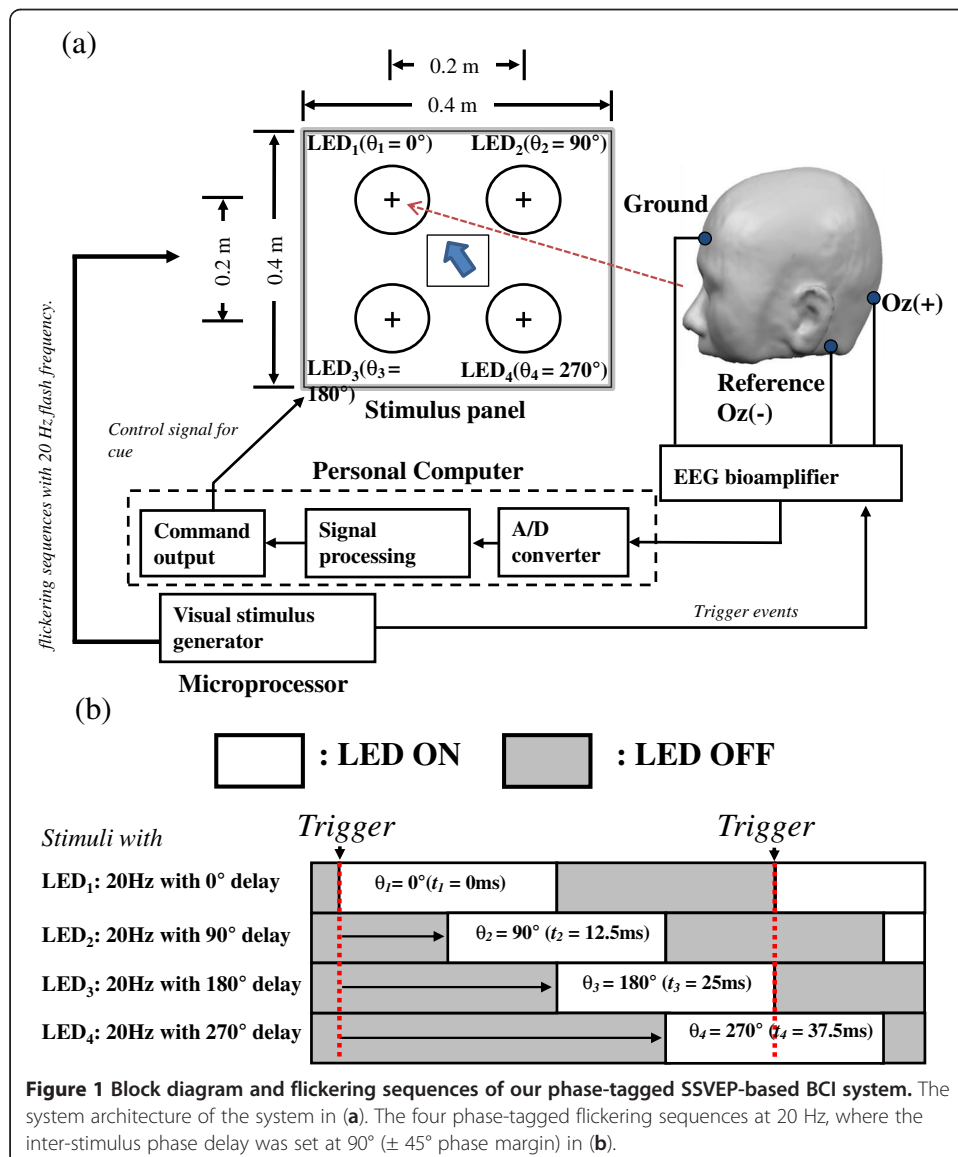 (a)
0.2 m
0.4 m
LED₁(θ₁ = 0°) LED₂(θ₂ = 90°)
0.2 m
0.4 m
LED₃(θ₃ = 180°) LED₄(θ₄ = 270°)
Stimulus panel
Ground
Oz(+)
Reference
Oz(-)
flickering sequences with 20 Hz flash frequency.
Control signal for
cue
Personal Computer
EEG bioamplifier
Command
output
Signal
processing
A/D
converter
Visual stimulus
generator
Trigger events
Microprocessor
(b)
: LED ON : LED OFF
Stimuli with Trigger Trigger
LED₁: 20Hz with 0° delay θ₁= 0°(t₁ = 0ms)
LED₂: 20Hz with 90° delay θ₂ = 90° (t₂ = 12.5ms)
LED₃: 20Hz with 180° delay θ₃ = 180° (t₃ = 25ms)
LED₄: 20Hz with 270° delay θ₄ = 270° (t₄ = 37.5ms)
Figure 1 Block diagram and flickering sequences of our phase-tagged SSVEP-based BCI system. The
system architecture of the system in (a). The four phase-tagged flickering sequences at 20 Hz, where the
inter-stimulus phase delay was set at 90° (± 45° phase margin) in (b).